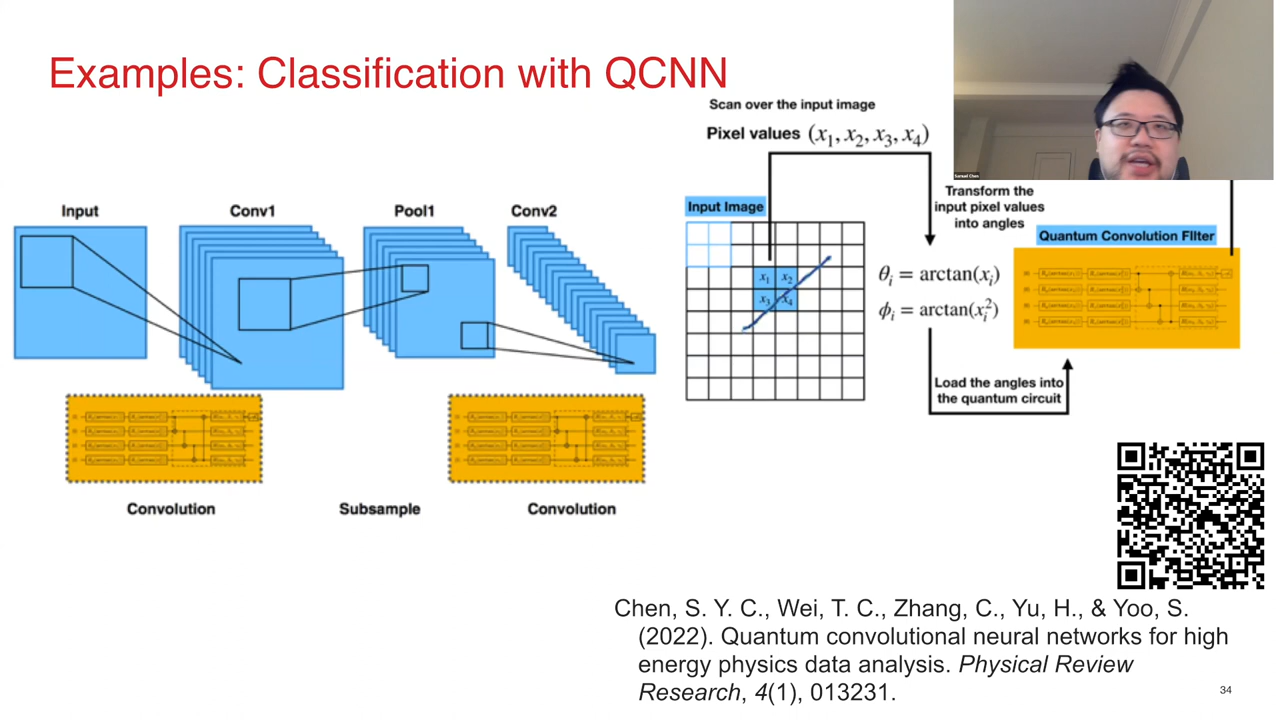 Examples: Classification with QCNN
Scan over the input image
Pixel values (x₁, x₂, x₃, x₄)
Samuel Chen
Input
Conv1
Pool1
Conv2
Convolution
Subsample
Convolution
Input Image
x₁ x₂
x₃ x₄
Transform the
input pixel values
into angles
θᵢ = arctan(xᵢ)
ϕᵢ = arctan(xᵢ²)
Load the angles into
the quantum circuit
Quantum Convolution FIlter
Chen, S. Y. C., Wei, T. C., Zhang, C., Yu, H., & Yoo, S.
(2022). Quantum convolutional neural networks for high
energy physics data analysis. Physical Review
Research, 4(1), 013231.
34